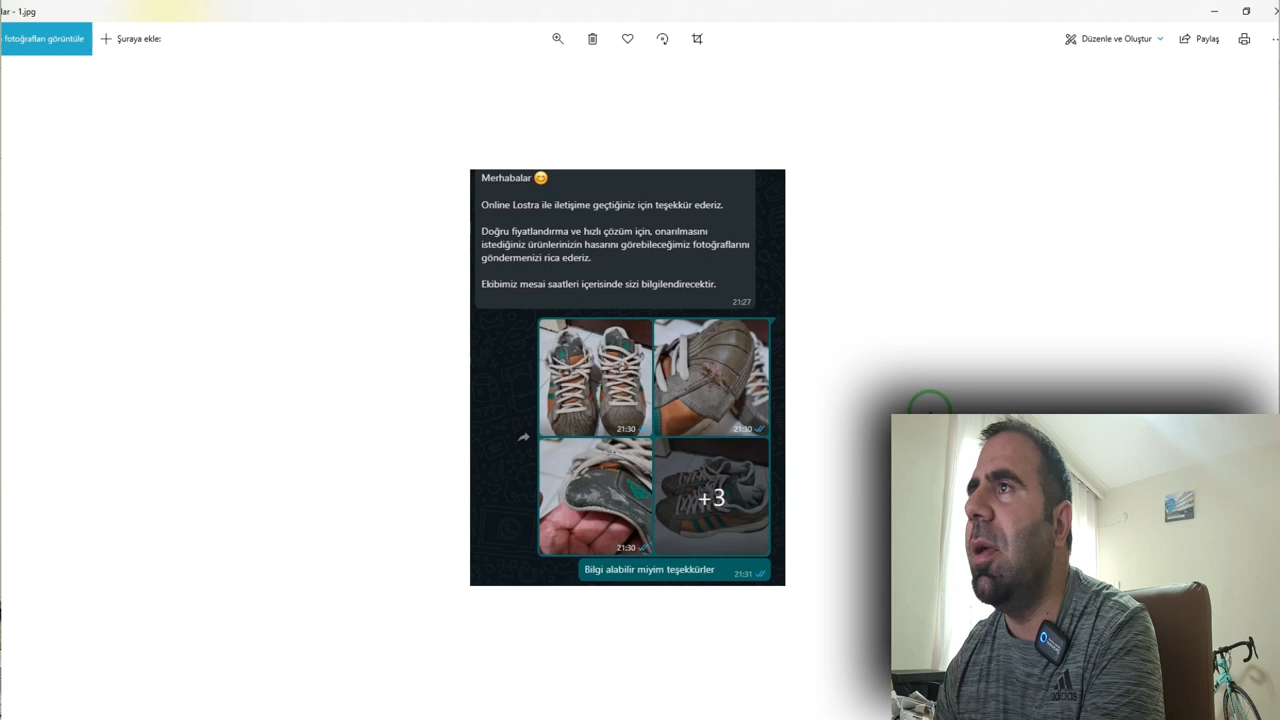 lar - 1.jpg
fotoğrafları görüntüle
Şuraya ekle:
Düzenle ve Oluştur
Paylaş
Merhabalar
Online Lostra ile iletişime geçtiğiniz için teşekkür ederiz.
Doğru fiyatlandırma ve hızlı çözüm için, onarılmasını
istediğiniz ürünlerinizin hasarını görebileceğimiz fotoğraflarını
göndermenizi rica ederiz.
Ekibimiz mesai saatleri içerisinde sizi bilgilendirecektir.
21:27
21:30
21:30
21:30
+3
Bilgi alabilir miyim teşekkürler
21:31
adidas